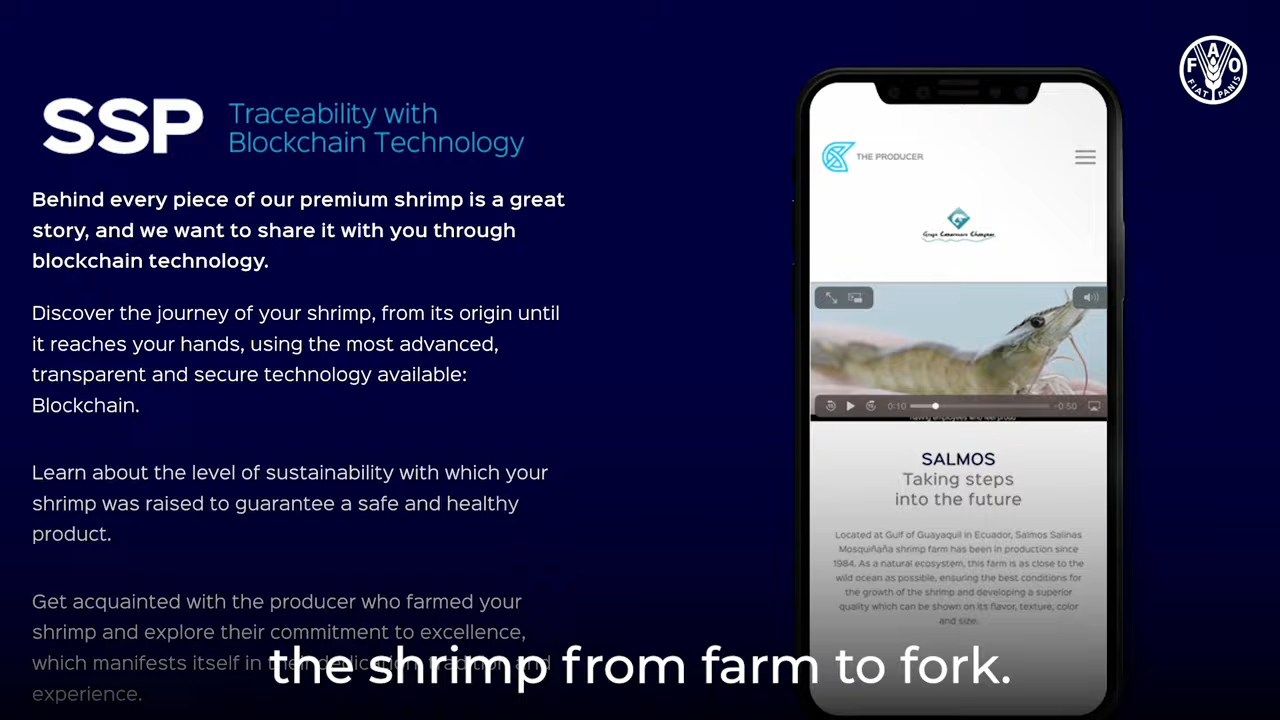 FAO
FIAT PANIS
SSP
Traceability with
Blockchain Technology
Behind every piece of our premium shrimp is a great
story, and we want to share it with you through
blockchain technology.
Discover the journey of your shrimp, from its origin until
it reaches your hands, using the most advanced,
transparent and secure technology available:
Blockchain.
Learn about the level of sustainability with which your
shrimp was raised to guarantee a safe and healthy
product.
Get acquainted with the producer who farmed your
shrimp and explore their commitment to excellence,
which manifests itself in their dedication, tradition and
experience.
THE PRODUCER
0:10
-0:50
SALMOS
Taking steps
into the future
Located at Gulf of Guayaquil in Ecuador, Salmos Salinas
Mosquiñaña shrimp farm has been in production since
1984. As a natural ecosystem, this farm is as close to the
wild ocean as possible, ensuring the best conditions for
the growth of the shrimp and developing a superior
quality which can be shown on its flavor, texture, color
and size.
the shrimp from farm to fork.